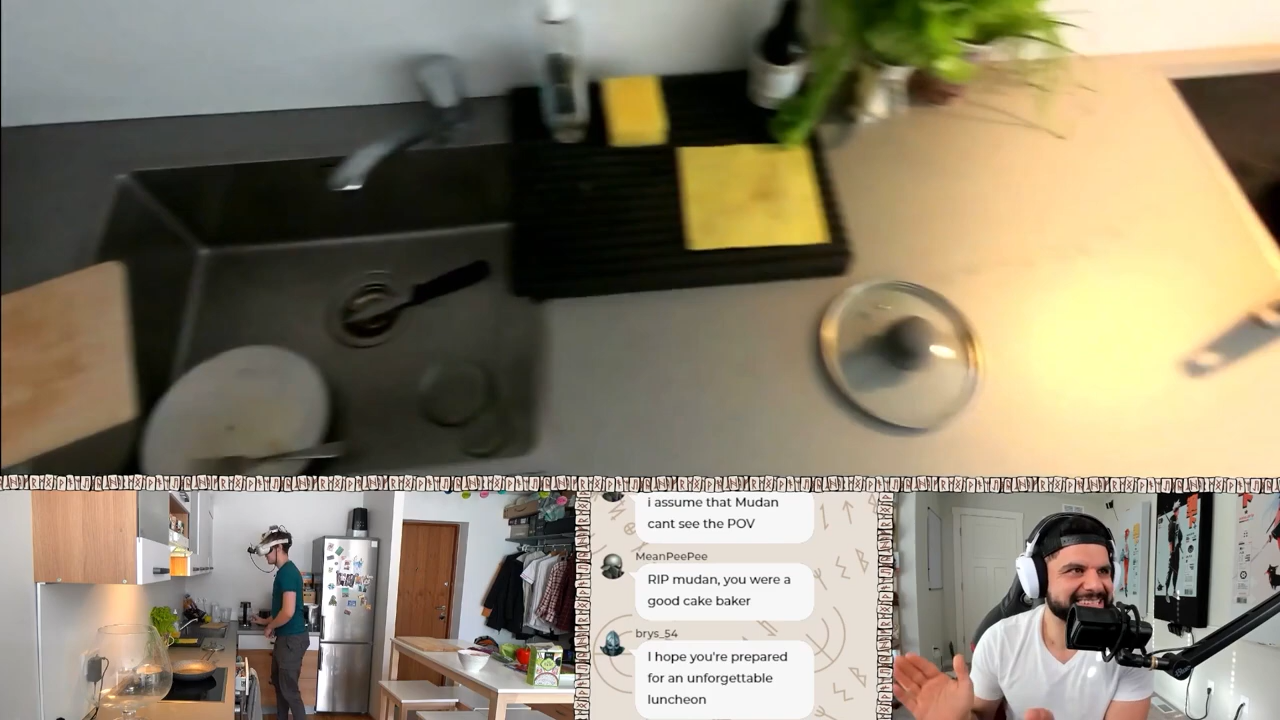 i assume that Mudan
cant see the POV
MeanPeePee
RIP mudan, you were a
good cake baker
brys_54
I hope you're prepared
for an unforgettable
luncheon